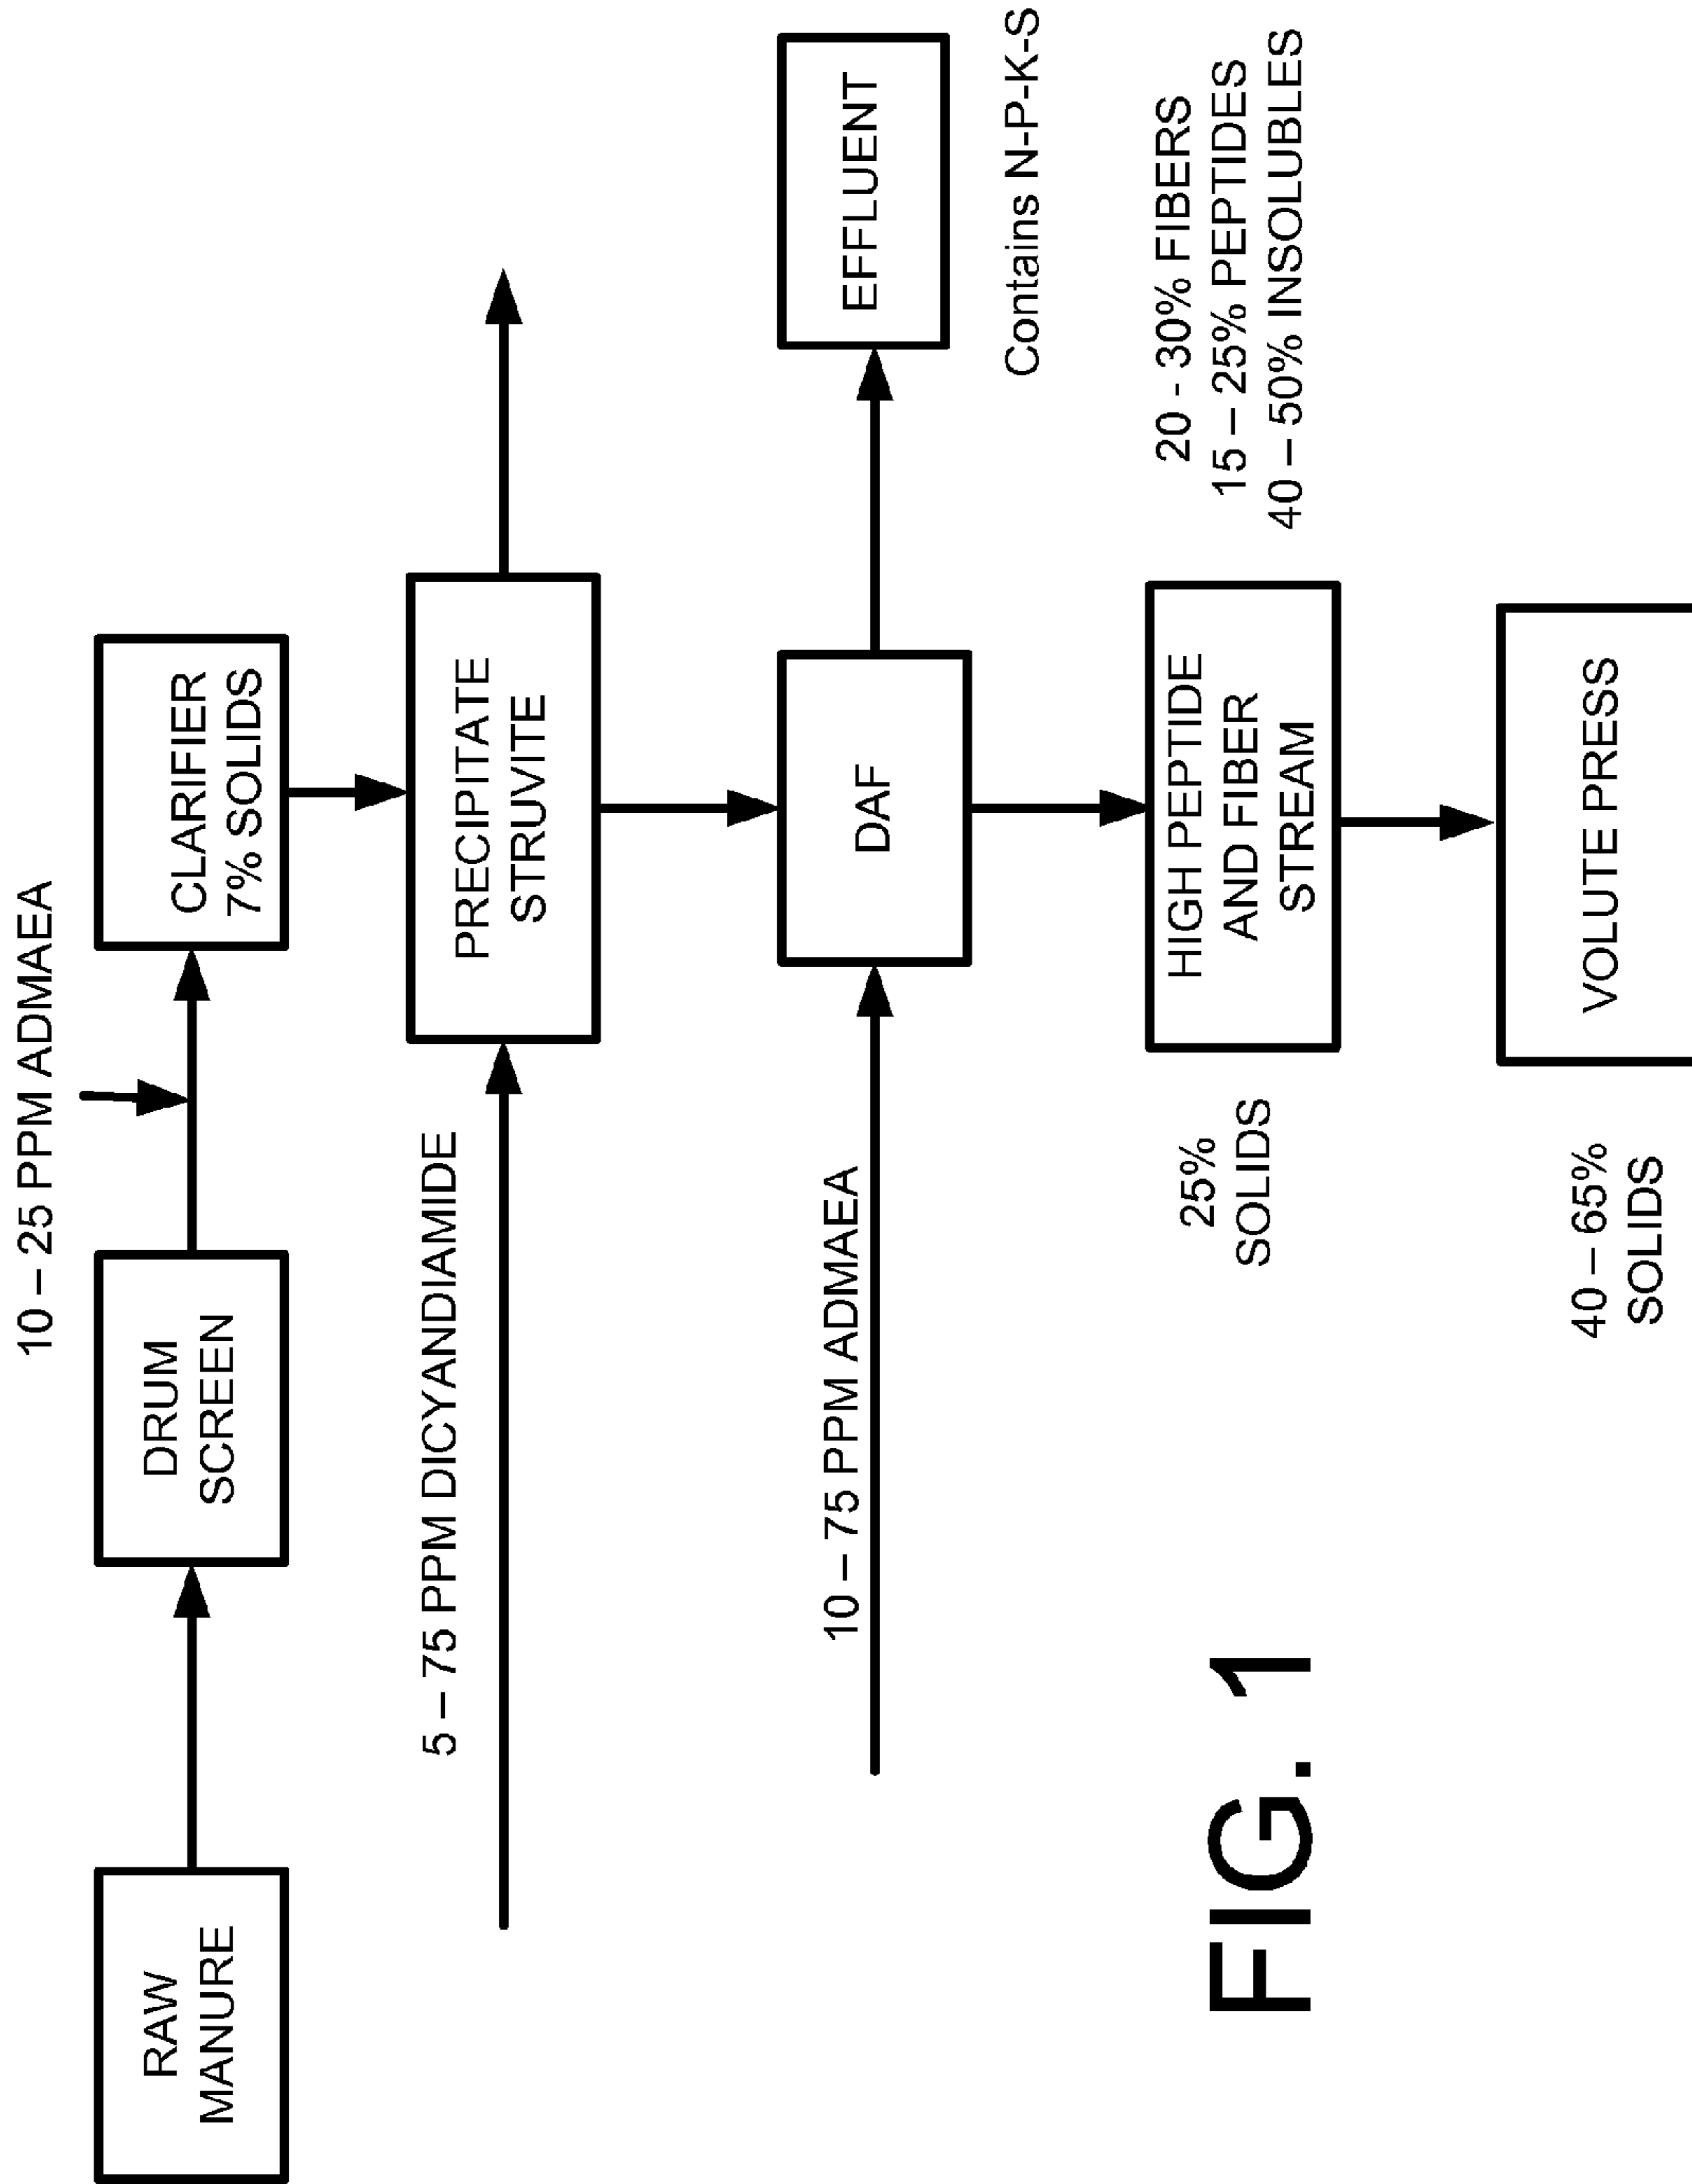 10 – 25 PPM ADMAEA
RAW
MANURE
DRUM
SCREEN
CLARIFIER
7% SOLIDS
5 – 75 PPM DICYANDIAMIDE
PRECIPITATE
STRUVITE
10 – 75 PPM ADMAEA
DAF
EFFLUENT
Contains N-P-K-S
25%
SOLIDS
HIGH PEPTIDE
AND FIBER
STREAM
20 - 30% FIBERS
15 – 25% PEPTIDES
40 – 50% INSOLUBLES
40 – 65%
SOLIDS
VOLUTE PRESS
FIG. 1